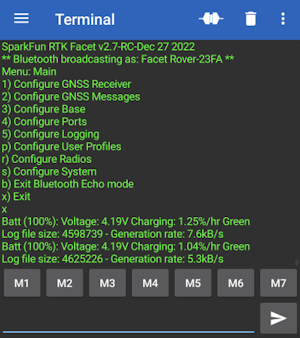 Terminal
SparkFun RTK Facet v2.7-RC-Dec 27 2022
** Bluetooth broadcasting as: Facet Rover-23FA **
Menu: Main
1) Configure GNSS Receiver
2) Configure GNSS Messages
3) Configure Base
4) Configure Ports
5) Configure Logging
p) Configure User Profiles
r) Configure Radios
s) Configure System
b) Exit Bluetooth Echo mode
x) Exit
x
Batt (100%): Voltage: 4.19V Charging: 1.25%/hr Green
Log file size: 4598739 - Generation rate: 7.6kB/s
Batt (100%): Voltage: 4.19V Charging: 1.04%/hr Green
Log file size: 4625226 - Generation rate: 5.3kB/s
M1 M2 M3 M4 M5 M6 M7